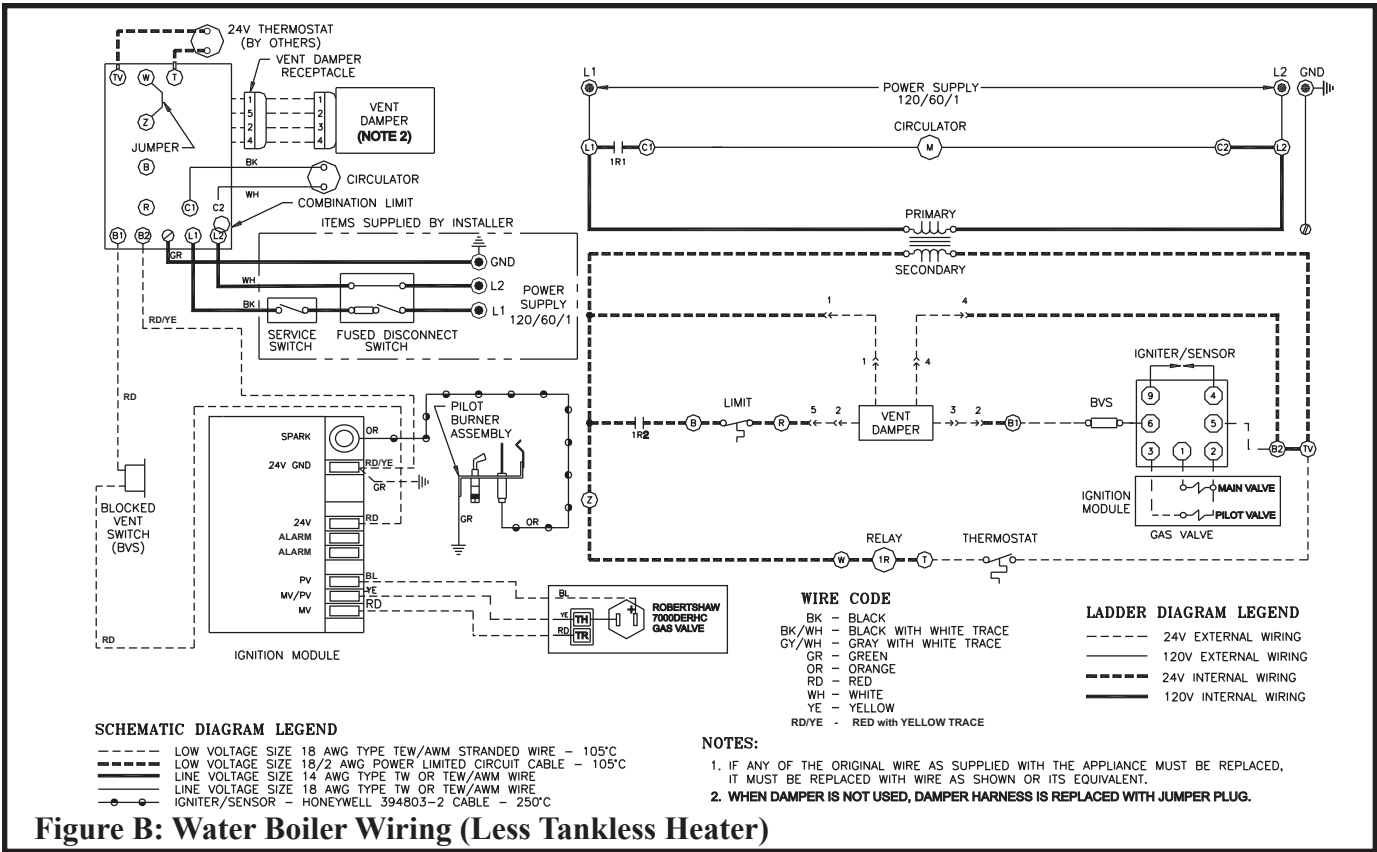 24V THERMOSTAT
(BY OTHERS)
VENT DAMPER
RECEPTACLE
TV
W
T
1
5
2
4
1
2
3
4
VENT
DAMPER
(NOTE 2)
Z
JUMPER
B
BK
CIRCULATOR
WH
R
C1
C2
COMBINATION LIMIT
B1
B2
L1
L2
ITEMS SUPPLIED BY INSTALLER
GR
GND
WH
L2
BK
L1
POWER
SUPPLY
120/60/1
SERVICE
SWITCH
FUSED DISCONNECT
SWITCH
RD/YE
RD
BLOCKED
VENT
SWITCH
(BVS)
RD
SPARK
OR
24V GND
RD/YE
GR
24V
RD
ALARM
ALARM
PV
BL
MV/PV
YE
MV
RD
IGNITION MODULE
PILOT
BURNER
ASSEMBLY
GR
OR
BL
YE
TH
RD
TR
ROBERTSHAW
7000DERHC
GAS VALVE
L1
L2
GND
POWER SUPPLY
120/60/1
CIRCULATOR
L1
1R1
C1
M
C2
L2
PRIMARY
SECONDARY
1
4
1
4
IGNITER/SENSOR
LIMIT
1R2
B
R
5
2
VENT
DAMPER
3
2
B1
BVS
9
4
6
5
3
1
2
B2
TV
IGNITION
MODULE
MAIN VALVE
PILOT VALVE
GAS VALVE
Z
RELAY
THERMOSTAT
W
1R
T
WIRE CODE
BK – BLACK
BK/WH – BLACK WITH WHITE TRACE
GY/WH – GRAY WITH WHITE TRACE
GR – GREEN
OR – ORANGE
RD – RED
WH – WHITE
YE – YELLOW
RD/YE - RED with YELLOW TRACE
LADDER DIAGRAM LEGEND
24V EXTERNAL WIRING
120V EXTERNAL WIRING
24V INTERNAL WIRING
120V INTERNAL WIRING
SCHEMATIC DIAGRAM LEGEND
LOW VOLTAGE SIZE 18 AWG TYPE TEW/AWM STRANDED WIRE – 105°C
LOW VOLTAGE SIZE 18/2 AWG POWER LIMITED CIRCUIT CABLE – 105°C
LINE VOLTAGE SIZE 14 AWG TYPE TW OR TEW/AWM WIRE
LINE VOLTAGE SIZE 18 AWG TYPE TW OR TEW/AWM WIRE
IGNITER/SENSOR – HONEYWELL 394803-2 CABLE – 250°C
NOTES:
1. IF ANY OF THE ORIGINAL WIRE AS SUPPLIED WITH THE APPLIANCE MUST BE REPLACED,
IT MUST BE REPLACED WITH WIRE AS SHOWN OR ITS EQUIVALENT.
2. WHEN DAMPER IS NOT USED, DAMPER HARNESS IS REPLACED WITH JUMPER PLUG.
Figure B: Water Boiler Wiring (Less Tankless Heater)